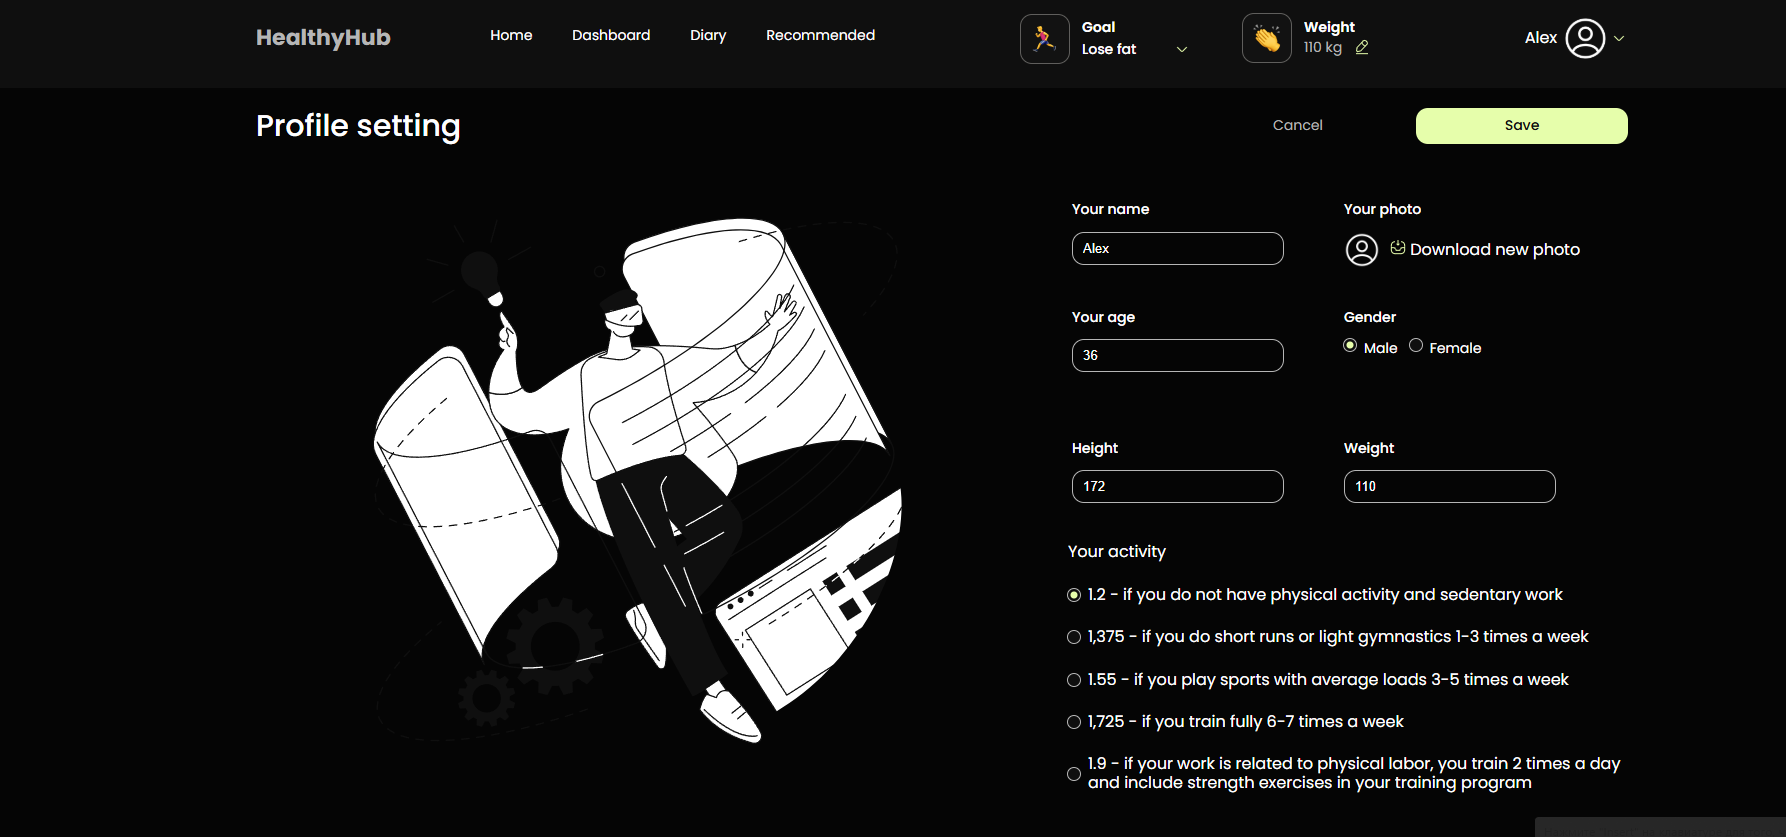 HealthyHub
Home
Dashboard
Diary
Recommended
Goal
Lose fat
Weight
110 kg
Alex
Profile setting
Cancel
Save
Your name
Your photo
Alex
Download new photo
Your age
Gender
36
Male
Female
Height
Weight
172
110
Your activity
1.2 - if you do not have physical activity and sedentary work
1,375 - if you do short runs or light gymnastics 1-3 times a week
1.55 - if you play sports with average loads 3-5 times a week
1,725 - if you train fully 6-7 times a week
1.9 - if your work is related to physical labor, you train 2 times a day
and include strength exercises in your training program